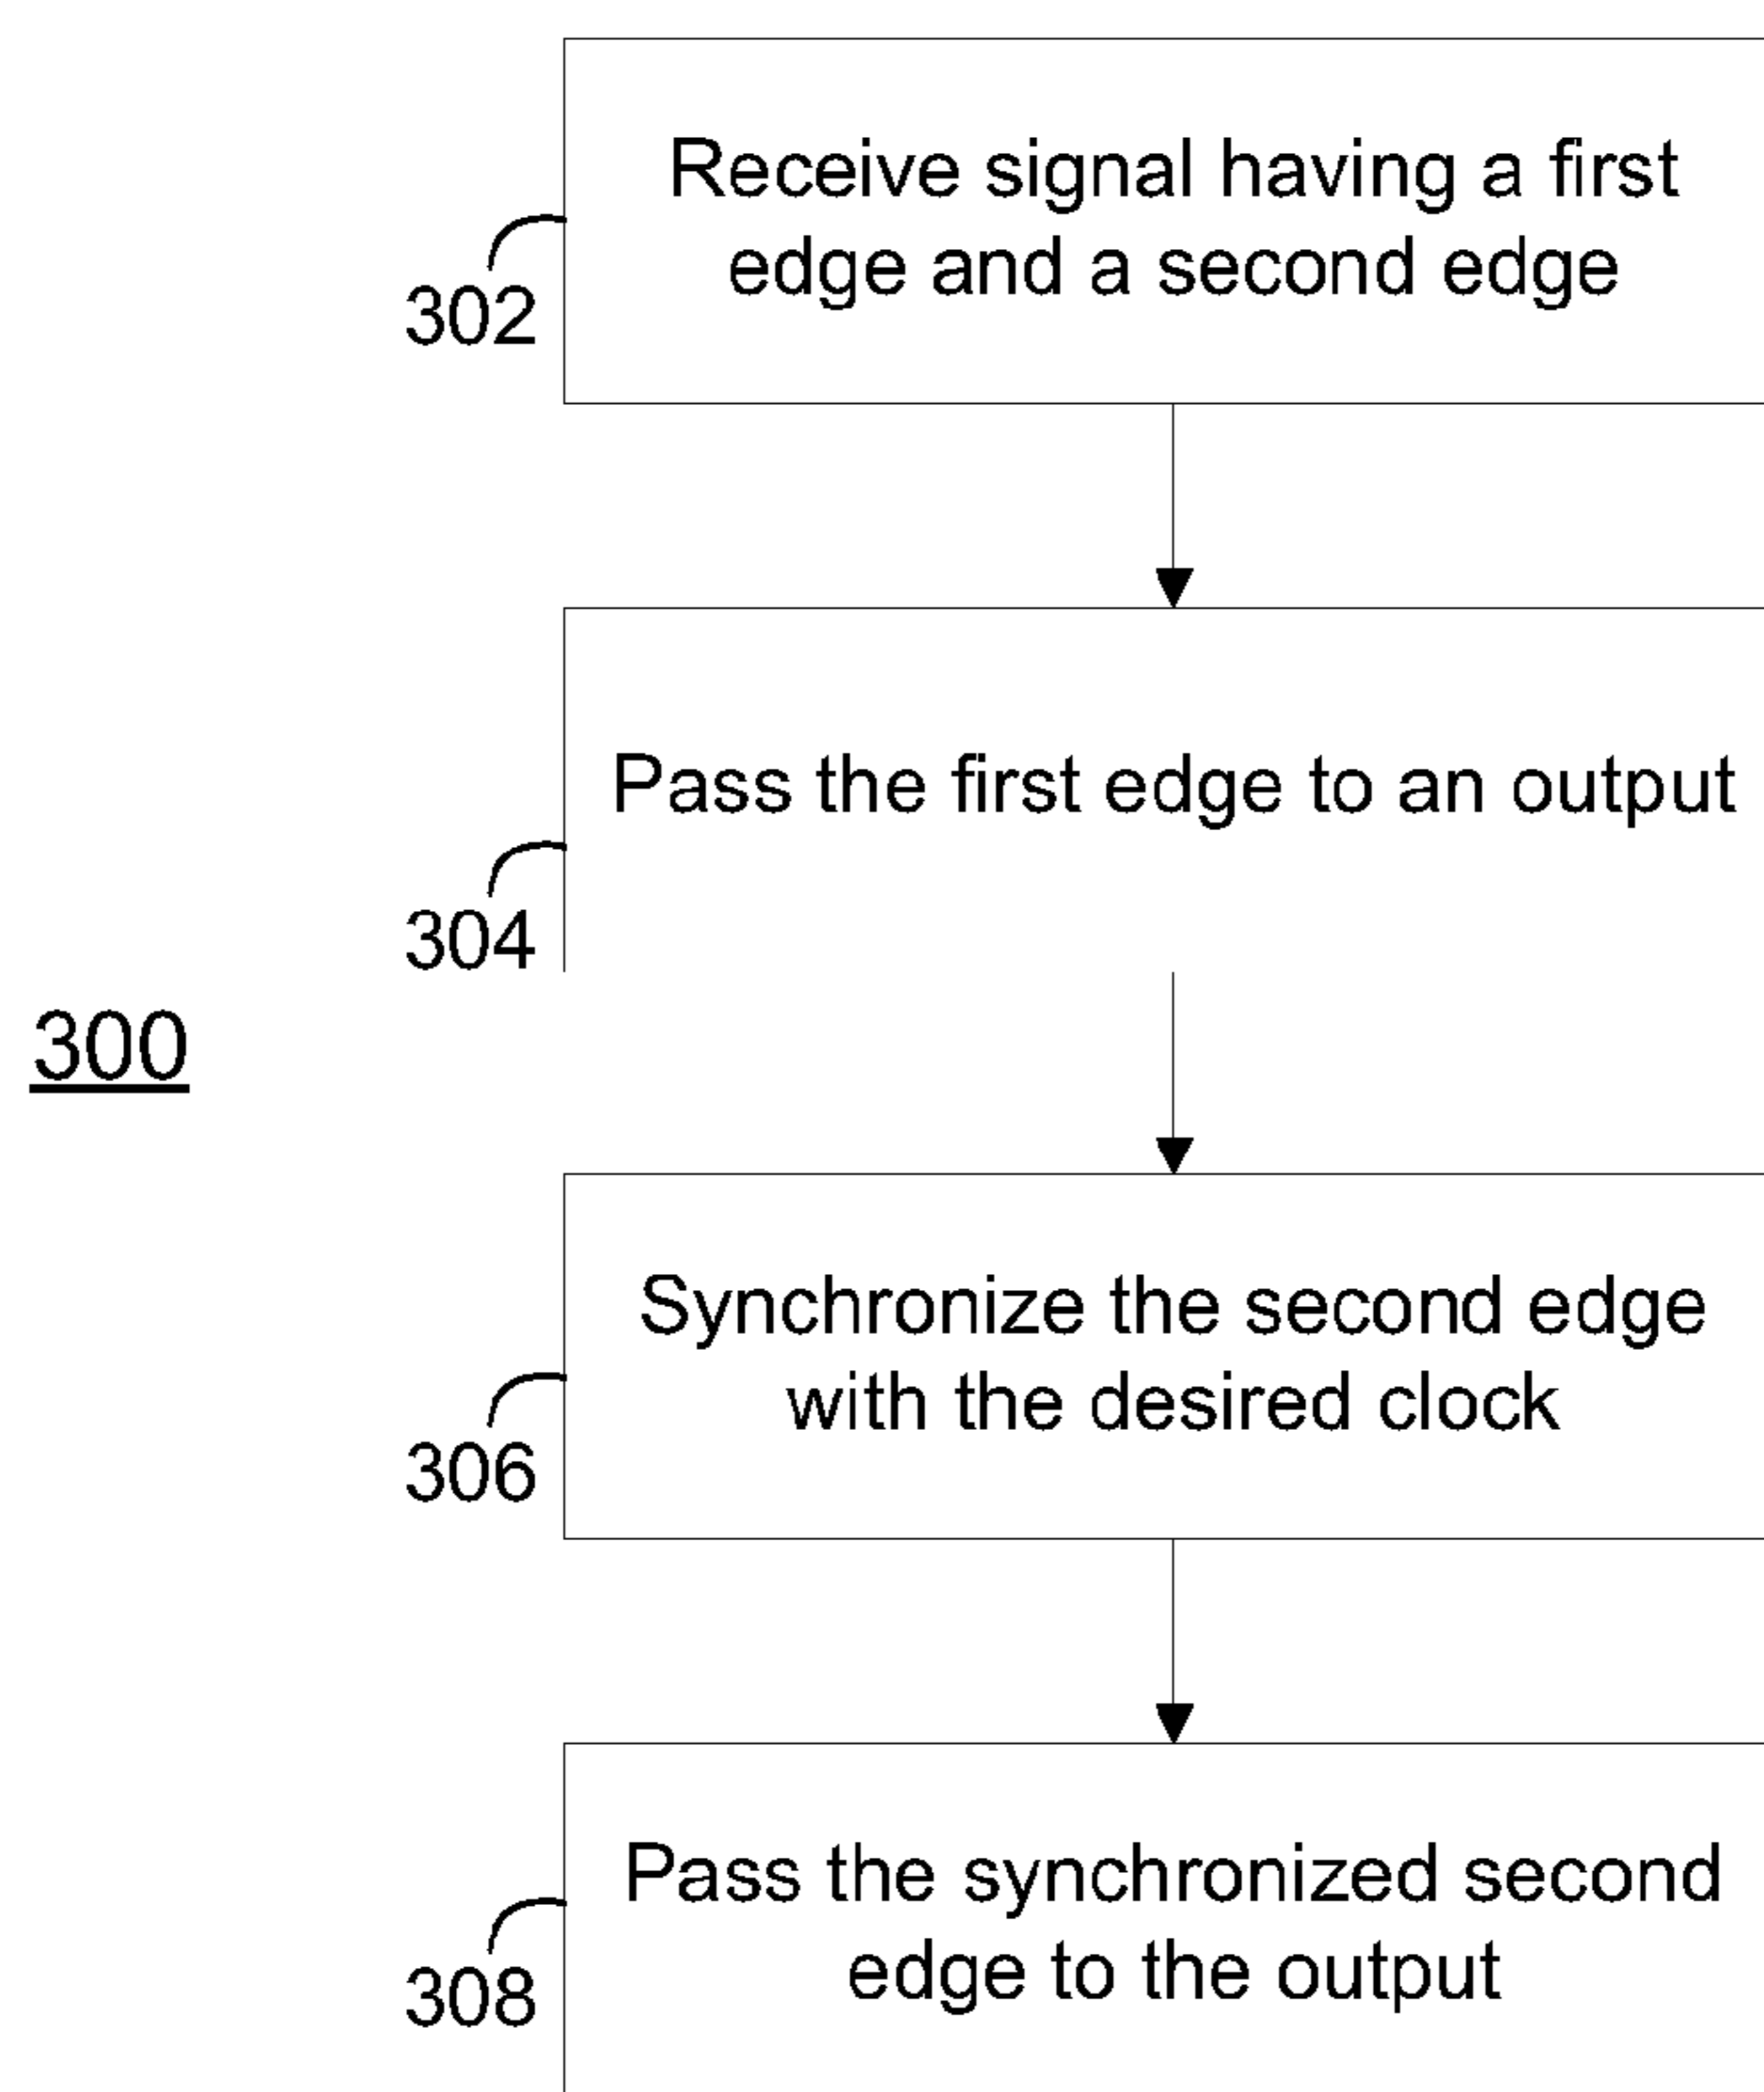 Receive signal having a first
edge and a second edge
302
Pass the first edge to an output
304
300
Synchronize the second edge
with the desired clock
306
Pass the synchronized second
edge to the output
308